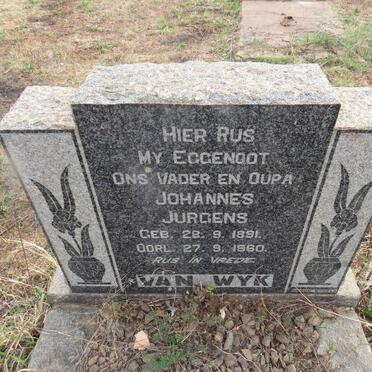 HIER RUS
MY EGGENOOT
ONS VADER EN OUPA
JOHANNES
JURGENS
GEB. 28. 9. 1891.
OORL. 27. 9. 1960.
RUS IN VREDE
VAN WYK